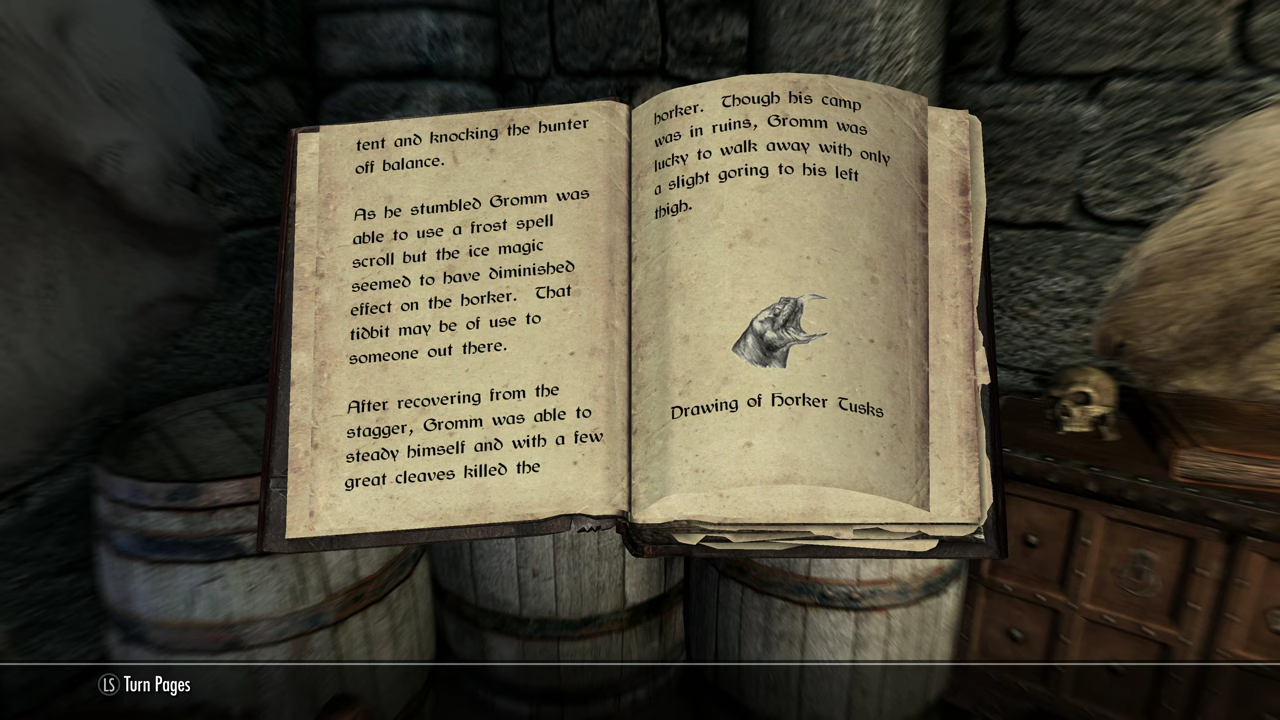 tent and knocking the hunter
off balance.
As he stumbled Gromm was
able to use a frost spell
scroll but the ice magic
seemed to have diminished
effect on the horker.  That
tidbit may be of use to
someone out there.
After recovering from the
stagger, Gromm was able to
steady himself and with a few
great cleaves killed the
horker.  Though his camp
was in ruins, Gromm was
lucky to walk away with only
a slight goring to his left
thigh.
Drawing of Horker Tusks
LS Turn Pages